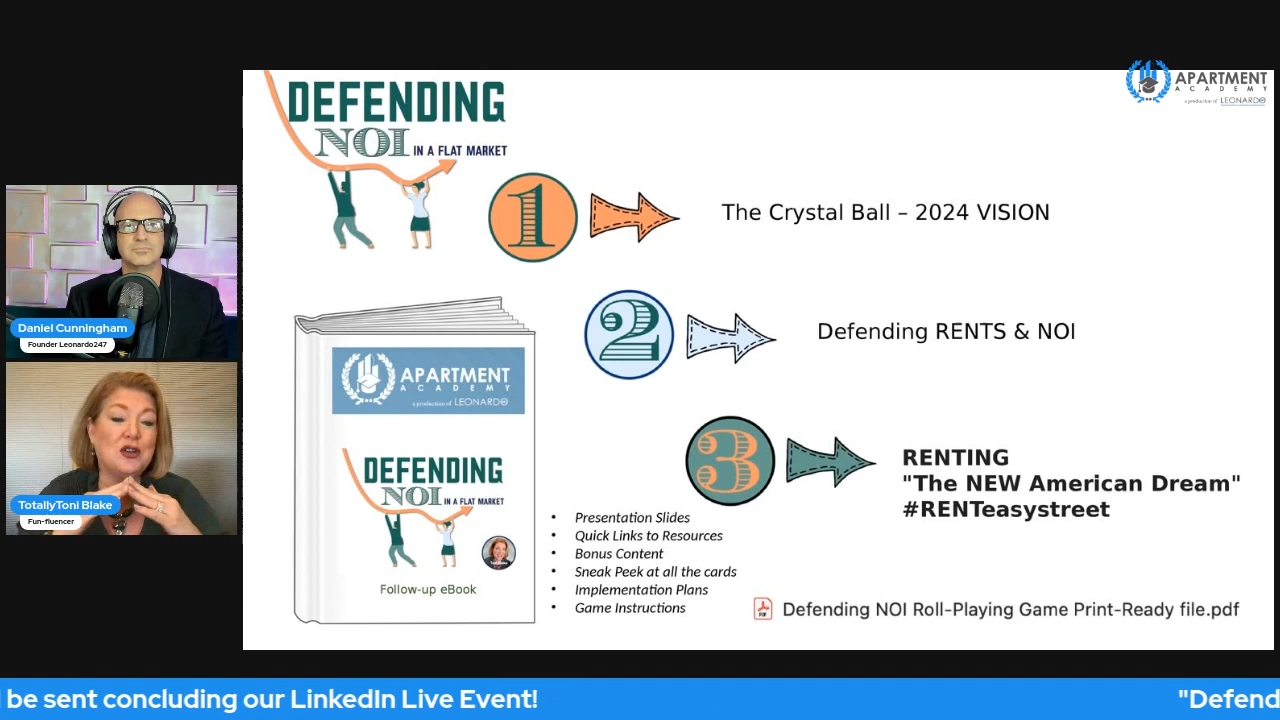 APARTMENT
ACADEMY
a production of LEONARDO
DEFENDING
NOI IN A FLAT MARKET
1
The Crystal Ball – 2024 VISION
2
Defending RENTS & NOI
3
RENTING
"The NEW American Dream"
#RENTeasystreet
Daniel Cunningham
Founder Leonardo247
TotallyToni Blake
Fun-fluencer
APARTMENT
ACADEMY
a production of LEONARDO
DEFENDING
NOI IN A FLAT MARKET
Follow-up eBook
• Presentation Slides
• Quick Links to Resources
• Bonus Content
• Sneak Peek at all the cards
• Implementation Plans
• Game Instructions
PDF
Defending NOI Roll-Playing Game Print-Ready file.pdf
be sent concluding our LinkedIn Live Event!
"Defend